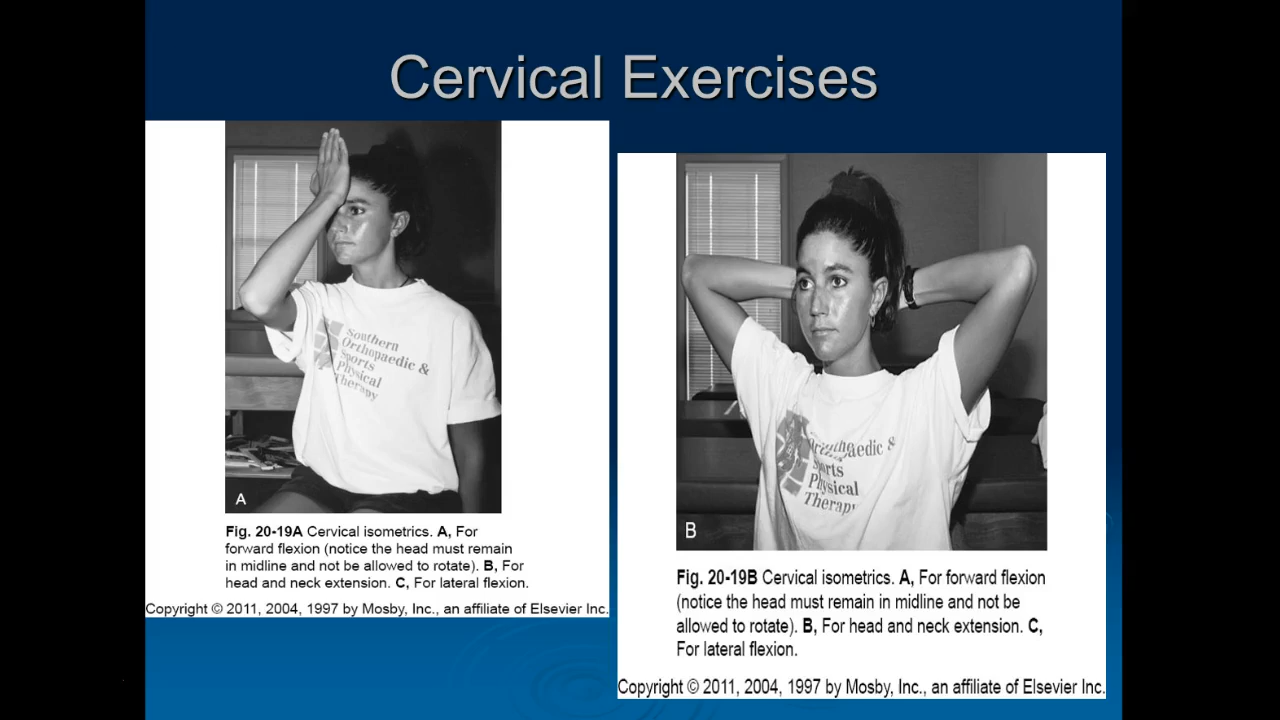 Cervical Exercises
Southern
Orthopaedic &
Sports
Physical
Therapy
A
Fig. 20-19A Cervical isometrics. A, For
forward flexion (notice the head must remain
in midline and not be allowed to rotate). B, For
head and neck extension. C, For lateral flexion.
Copyright © 2011, 2004, 1997 by Mosby, Inc., an affiliate of Elsevier Inc.
Orthopaedic &
Sports
Physical
Therapy
B
Fig. 20-19B Cervical isometrics. A, For forward flexion
(notice the head must remain in midline and not be
allowed to rotate). B, For head and neck extension. C,
For lateral flexion.
Copyright © 2011, 2004, 1997 by Mosby, Inc., an affiliate of Elsevier Inc.